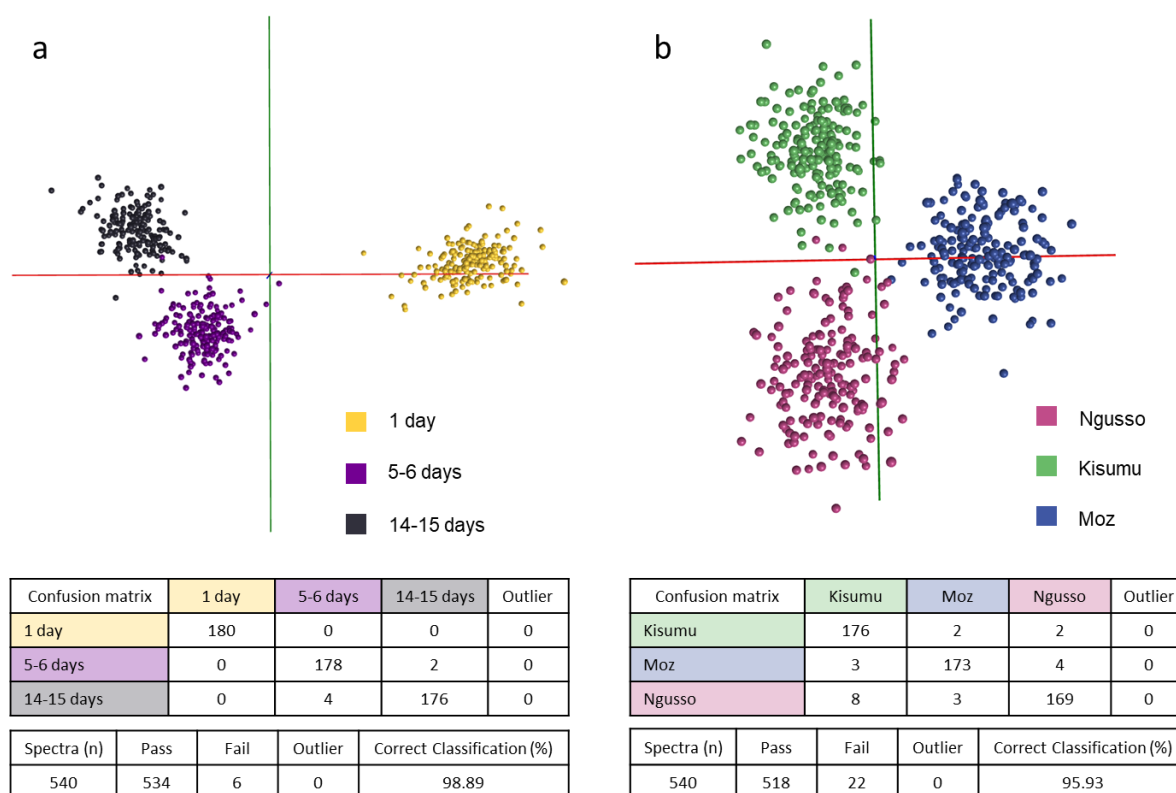 a
1 day
5-6 days
14-15 days
Confusion matrix 1 day 5-6 days 14-15 days Outlier
1 day 180 0 0 0
5-6 days 0 178 2 0
14-15 days 0 4 176 0
Spectra (n) Pass Fail Outlier Correct Classification (%)
540 534 6 0 98.89
b
Ngusso
Kisumu
Moz
Confusion matrix Kisumu Moz Ngusso Outlier
Kisumu 176 2 2 0
Moz 3 173 4 0
Ngusso 8 3 169 0
Spectra (n) Pass Fail Outlier Correct Classification (%)
540 518 22 0 95.93